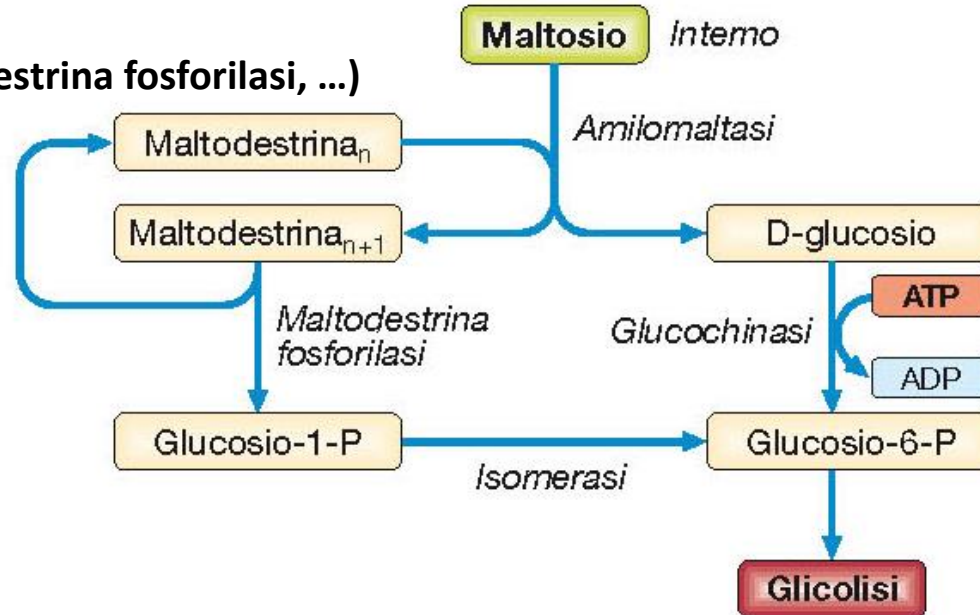 Maltosio Interno
estrina fosforilasi, ...)
Amilomaltasi
Maltodestrinaₙ
Maltodestrinaₙ₊₁
D-glucosio
ATP
Maltodestrina
fosforilasi
Glucochinasi
ADP
Glucosio-1-P
Glucosio-6-P
Isomerasi
Glicolisi